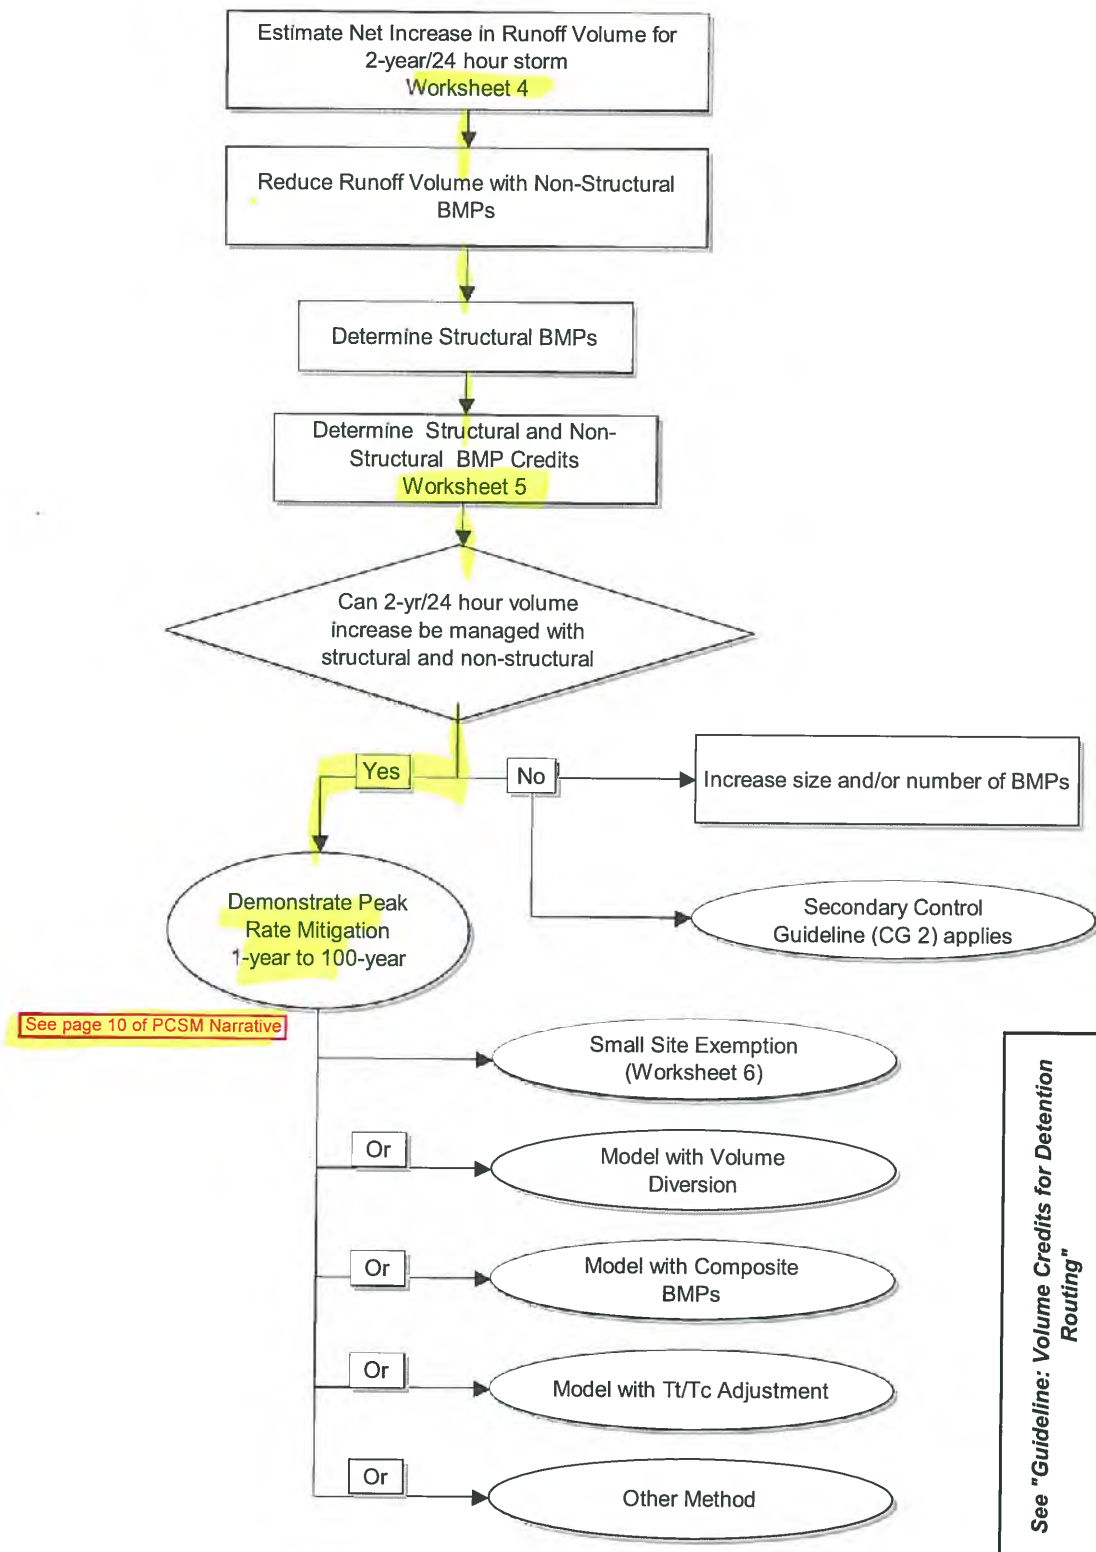 Estimate Net Increase in Runoff Volume for
2-year/24 hour storm
Worksheet 4
Reduce Runoff Volume with Non-Structural
BMPs
Determine Structural BMPs
Determine Structural and Non-
Structural BMP Credits
Worksheet 5
Can 2-yr/24 hour volume
increase be managed with
structural and non-structural
Yes
No
Increase size and/or number of BMPs
Secondary Control
Guideline (CG 2) applies
Demonstrate Peak
Rate Mitigation
1-year to 100-year
See page 10 of PCSM Narrative
Small Site Exemption
(Worksheet 6)
Or
Model with Volume
Diversion
Or
Model with Composite
BMPs
Or
Model with Tt/Tc Adjustment
Or
Other Method
See "Guideline: Volume Credits for Detention
Routing"